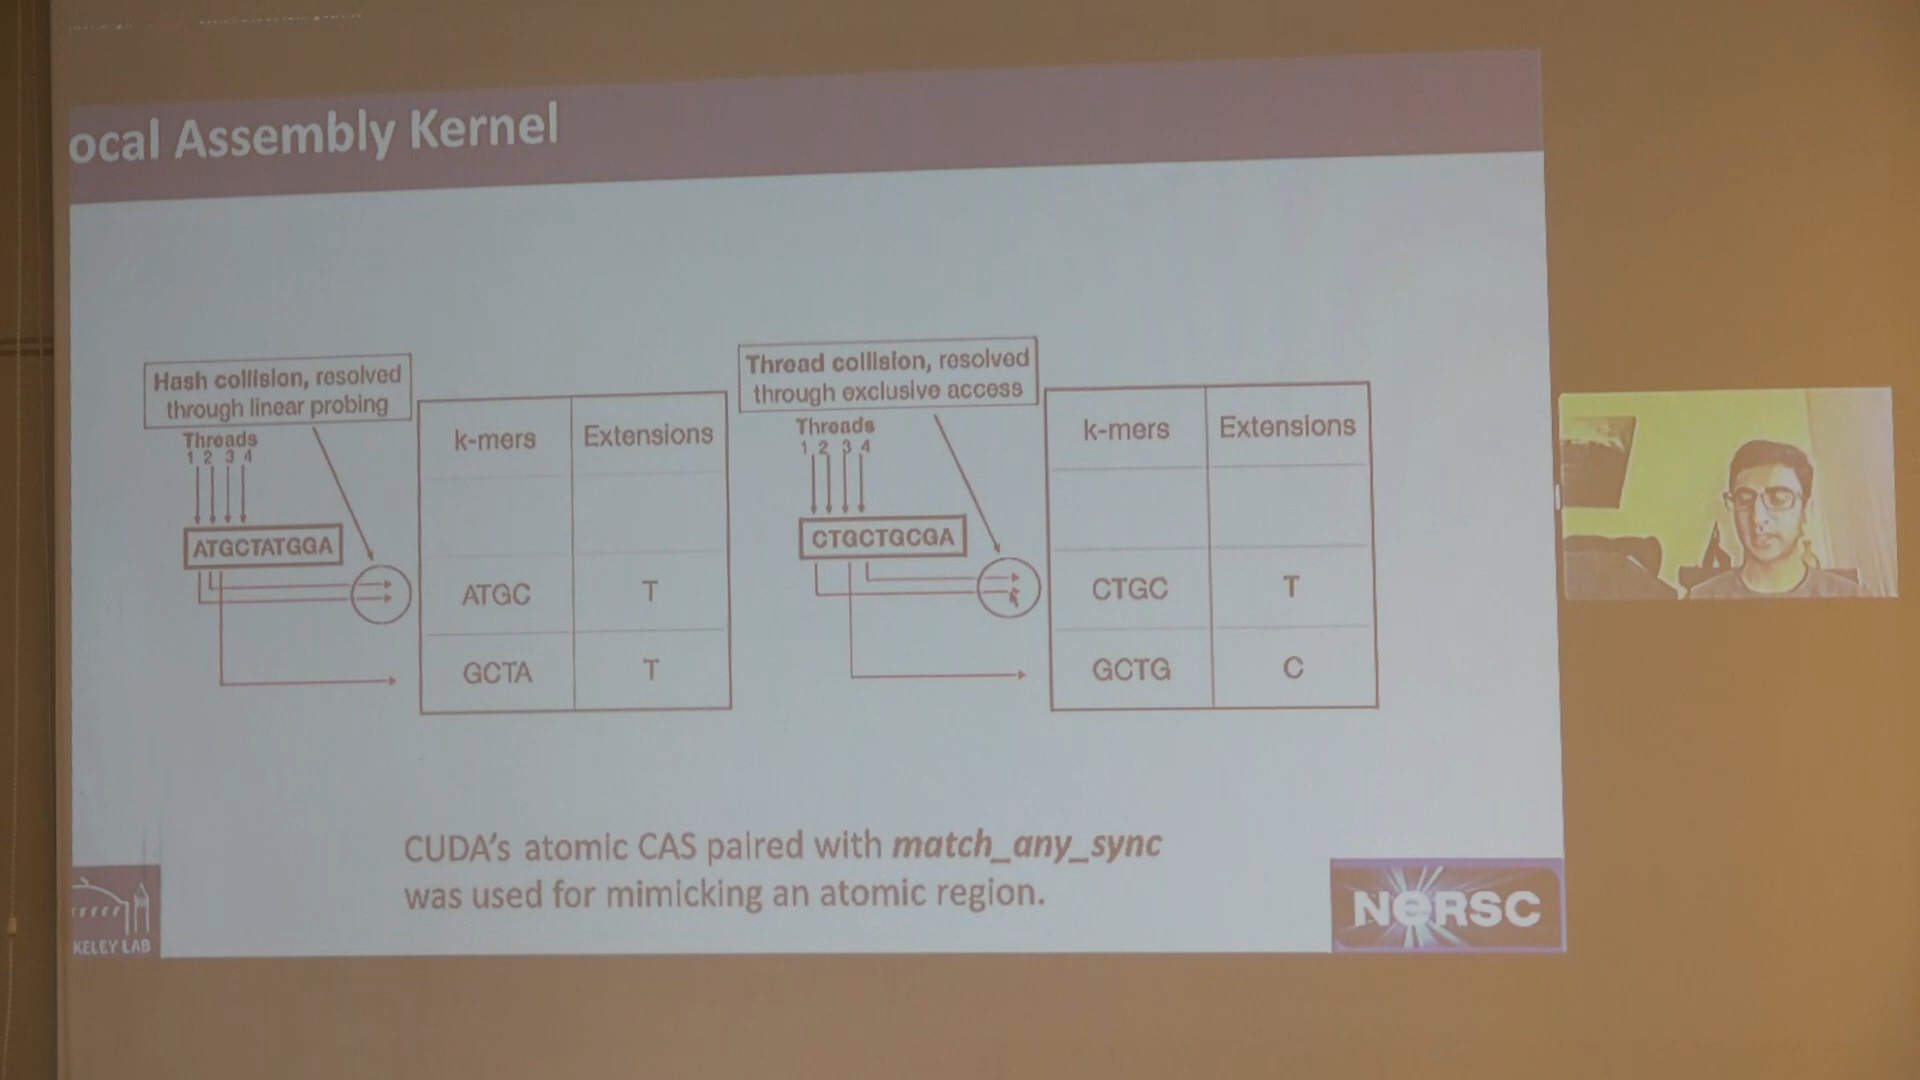 ocal Assembly Kernel
Hash collision, resolved
through linear probing
Threads
1 2 3 4
ATGCTATGGA
k-mers Extensions
ATGC T
GCTA T
Thread collision, resolved
through exclusive access
Threads
1 2 3 4
CTGCTGCGA
k-mers Extensions
CTGC T
GCTG C
CUDA's atomic CAS paired with match_any_sync
was used for mimicking an atomic region.
KELEY LAB
NERSC